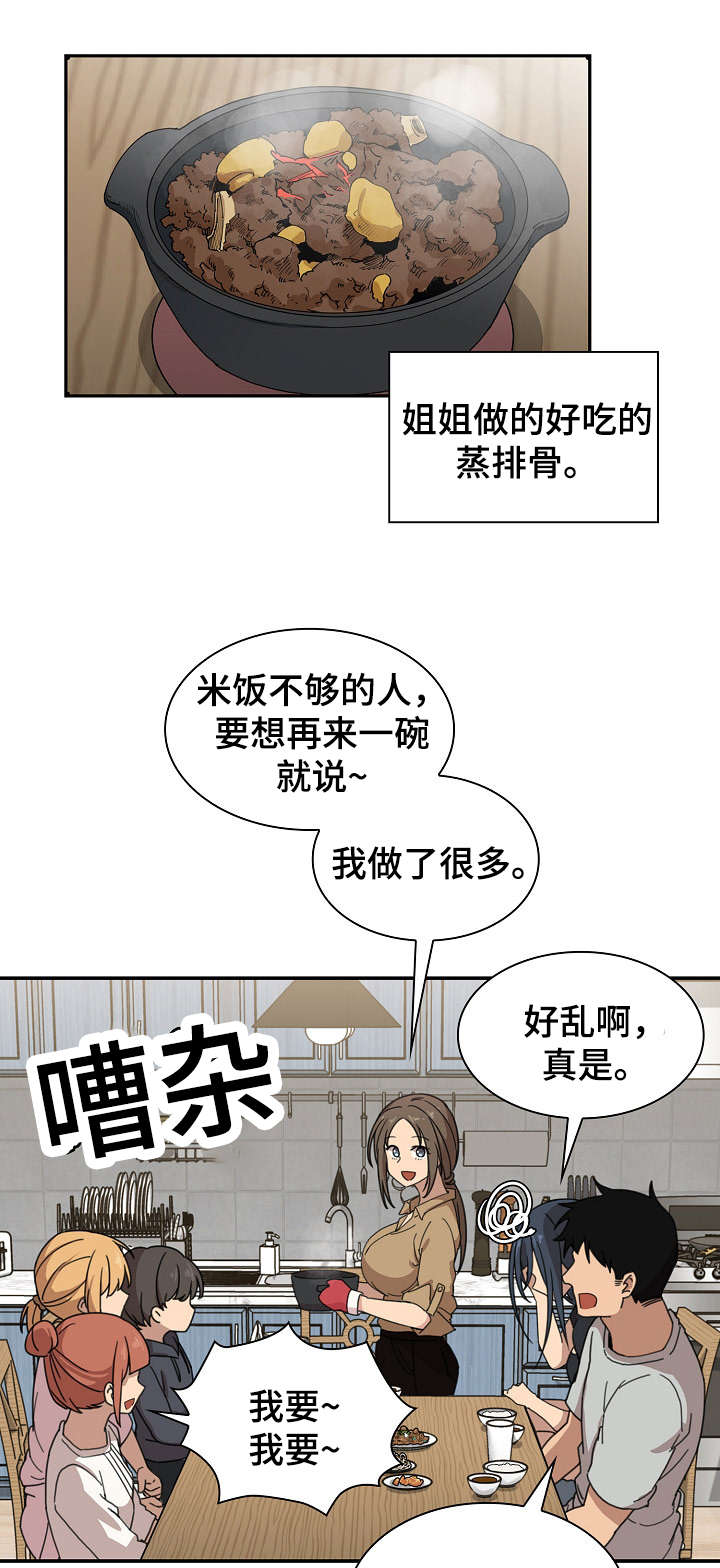 姐姐做的好吃的
蒸排骨。
米饭不够的人，
要想再来一碗
就说~
我做了很多。
好乱啊，
真是。
嘈杂
我要~
我要~